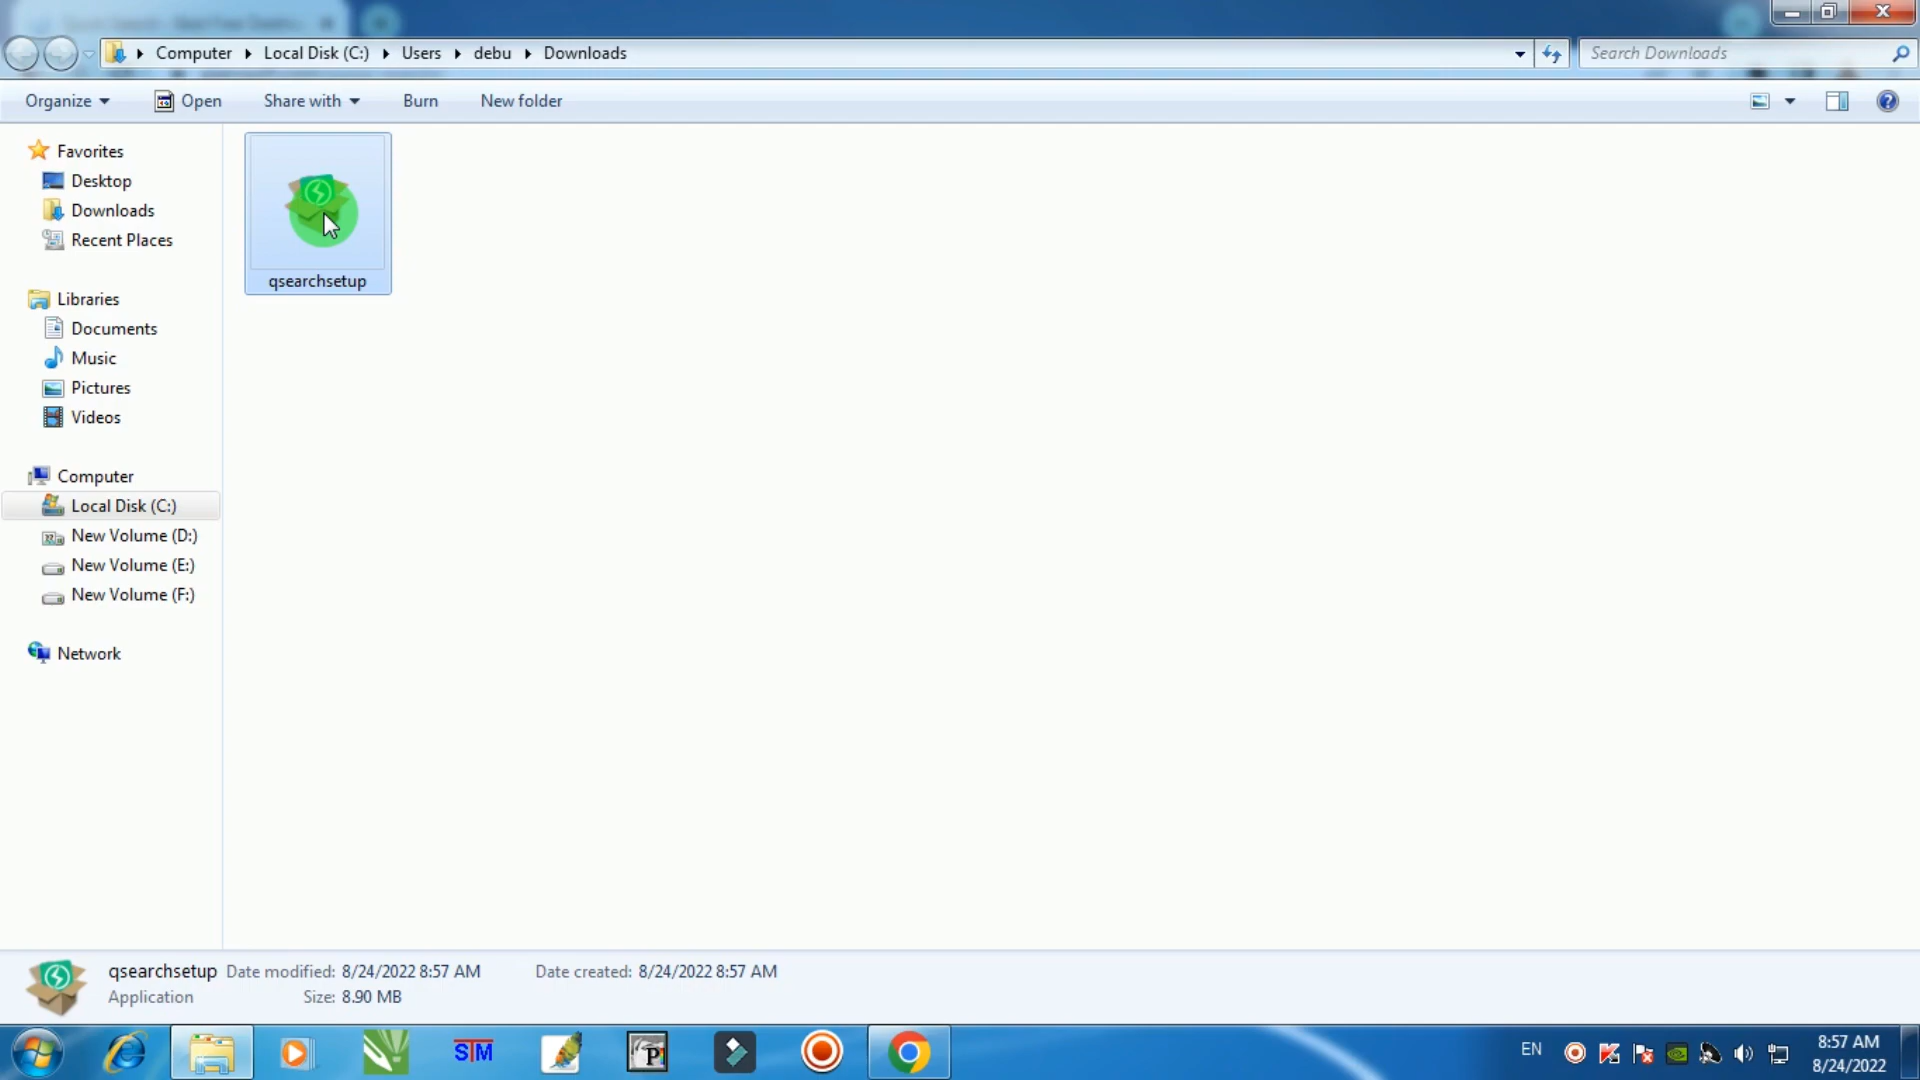 Computer Local Disk (C:) Users debu Downloads
Search Downloads
Organize Open Share with Burn New folder
Favorites
Desktop
Downloads
Recent Places
Libraries
Documents
Music
Pictures
Videos
Computer
Local Disk (C:)
New Volume (D:)
New Volume (E:)
New Volume (F:)
Network
qsearchsetup
qsearchsetup Date modified: 8/24/2022 8:57 AM Date created: 8/24/2022 8:57 AM
Application Size: 8.90 MB
STM
P
EN
8:57 AM
8/24/2022